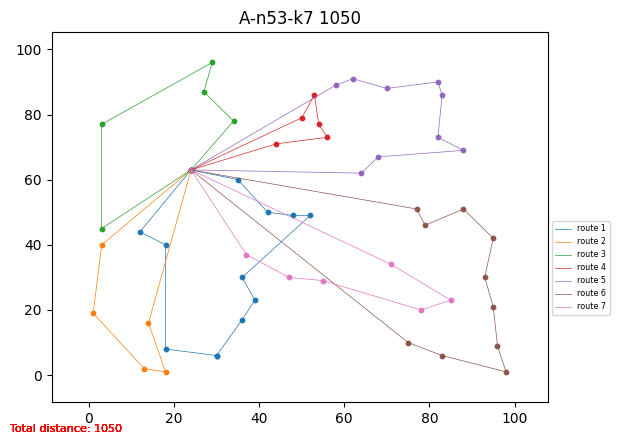 A-n53-k7 1050
100
80
60
40
20
0
0 20 40 60 80 100
route 1
route 2
route 3
route 4
route 5
route 6
route 7
Total distance: 1050